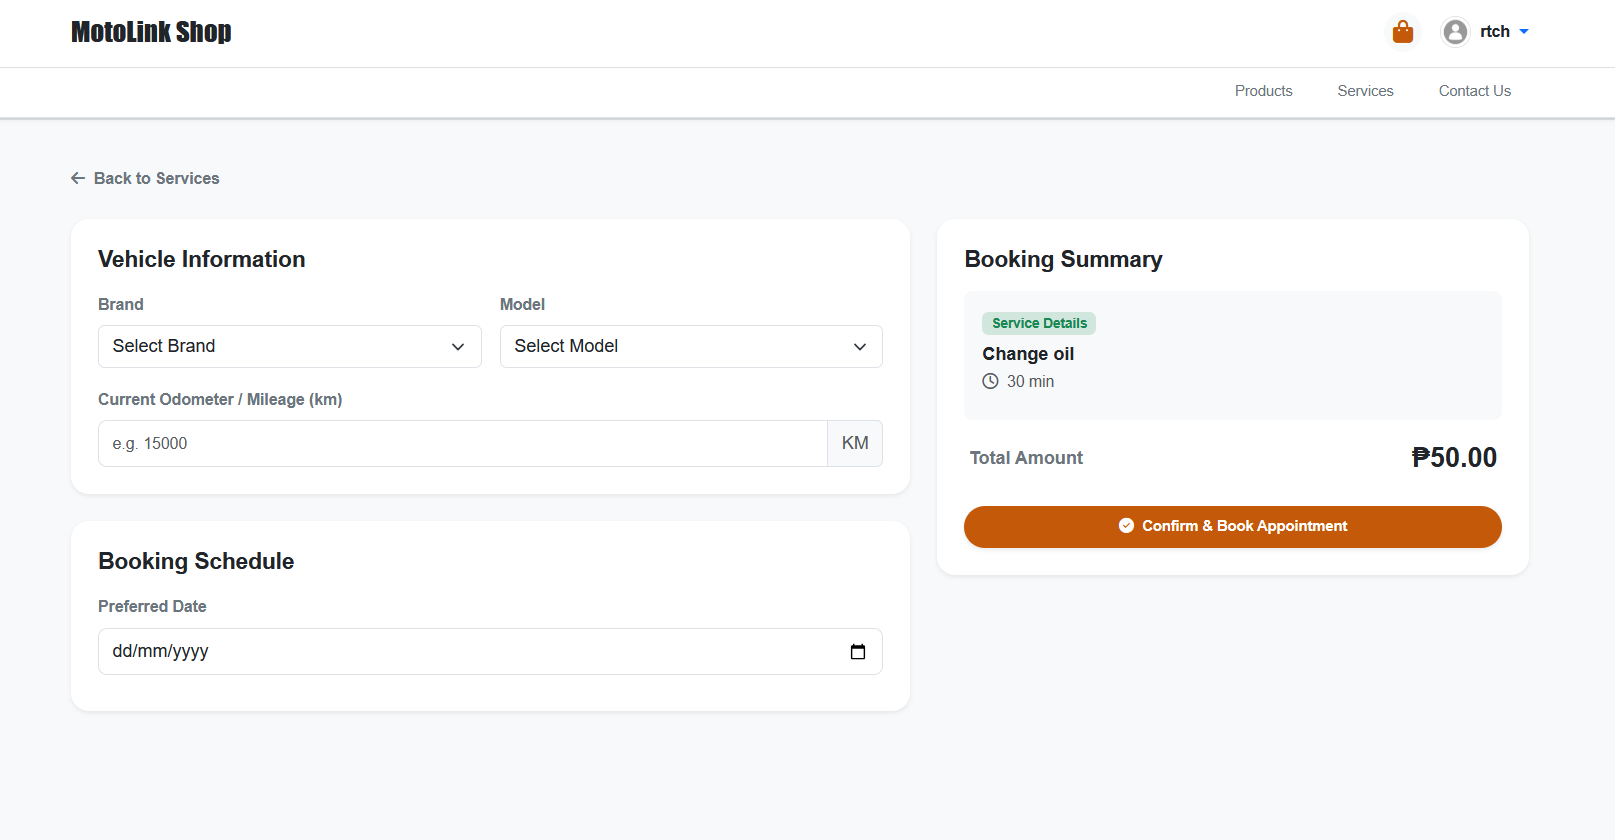 MotoLink Shop
rtch
Products Services Contact Us
Back to Services
Vehicle Information
Brand Model
Select Brand Select Model
Current Odometer / Mileage (km)
e.g. 15000 KM
Booking Schedule
Preferred Date
dd/mm/yyyy
Booking Summary
Service Details
Change oil
30 min
Total Amount ₱50.00
Confirm & Book Appointment